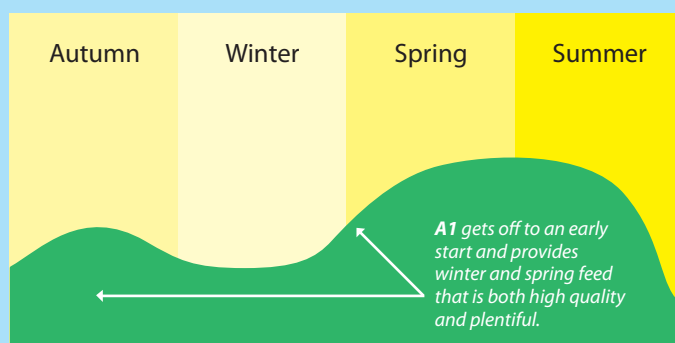 Autumn Winter Spring Summer
A1 gets off to an early
start and provides
winter and spring feed
that is both high quality
and plentiful.